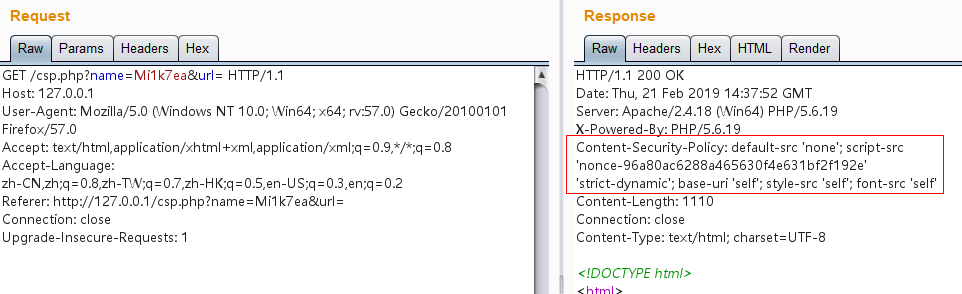 Request
Raw Params Headers Hex
GET /csp.php?name=Mi1k7ea&url= HTTP/1.1
Host: 127.0.0.1
User-Agent: Mozilla/5.0 (Windows NT 10.0; Win64; x64; rv:57.0) Gecko/20100101
Firefox/57.0
Accept: text/html,application/xhtml+xml,application/xml;q=0.9,*/*;q=0.8
Accept-Language:
zh-CN,zh;q=0.8,zh-TW;q=0.7,zh-HK;q=0.5,en-US;q=0.3,en;q=0.2
Referer: http://127.0.0.1/csp.php?name=Mi1k7ea&url=
Connection: close
Upgrade-Insecure-Requests: 1
Response
Raw Headers Hex HTML Render
HTTP/1.1 200 OK
Date: Thu, 21 Feb 2019 14:37:52 GMT
Server: Apache/2.4.18 (Win64) PHP/5.6.19
X-Powered-By: PHP/5.6.19
Content-Security-Policy: default-src 'none'; script-src
'nonce-96a80ac6288a465630f4e631bf2f192e'
'strict-dynamic'; base-uri 'self'; style-src 'self'; font-src 'self'
Content-Length: 1110
Connection: close
Content-Type: text/html; charset=UTF-8
<!DOCTYPE html>
<html>